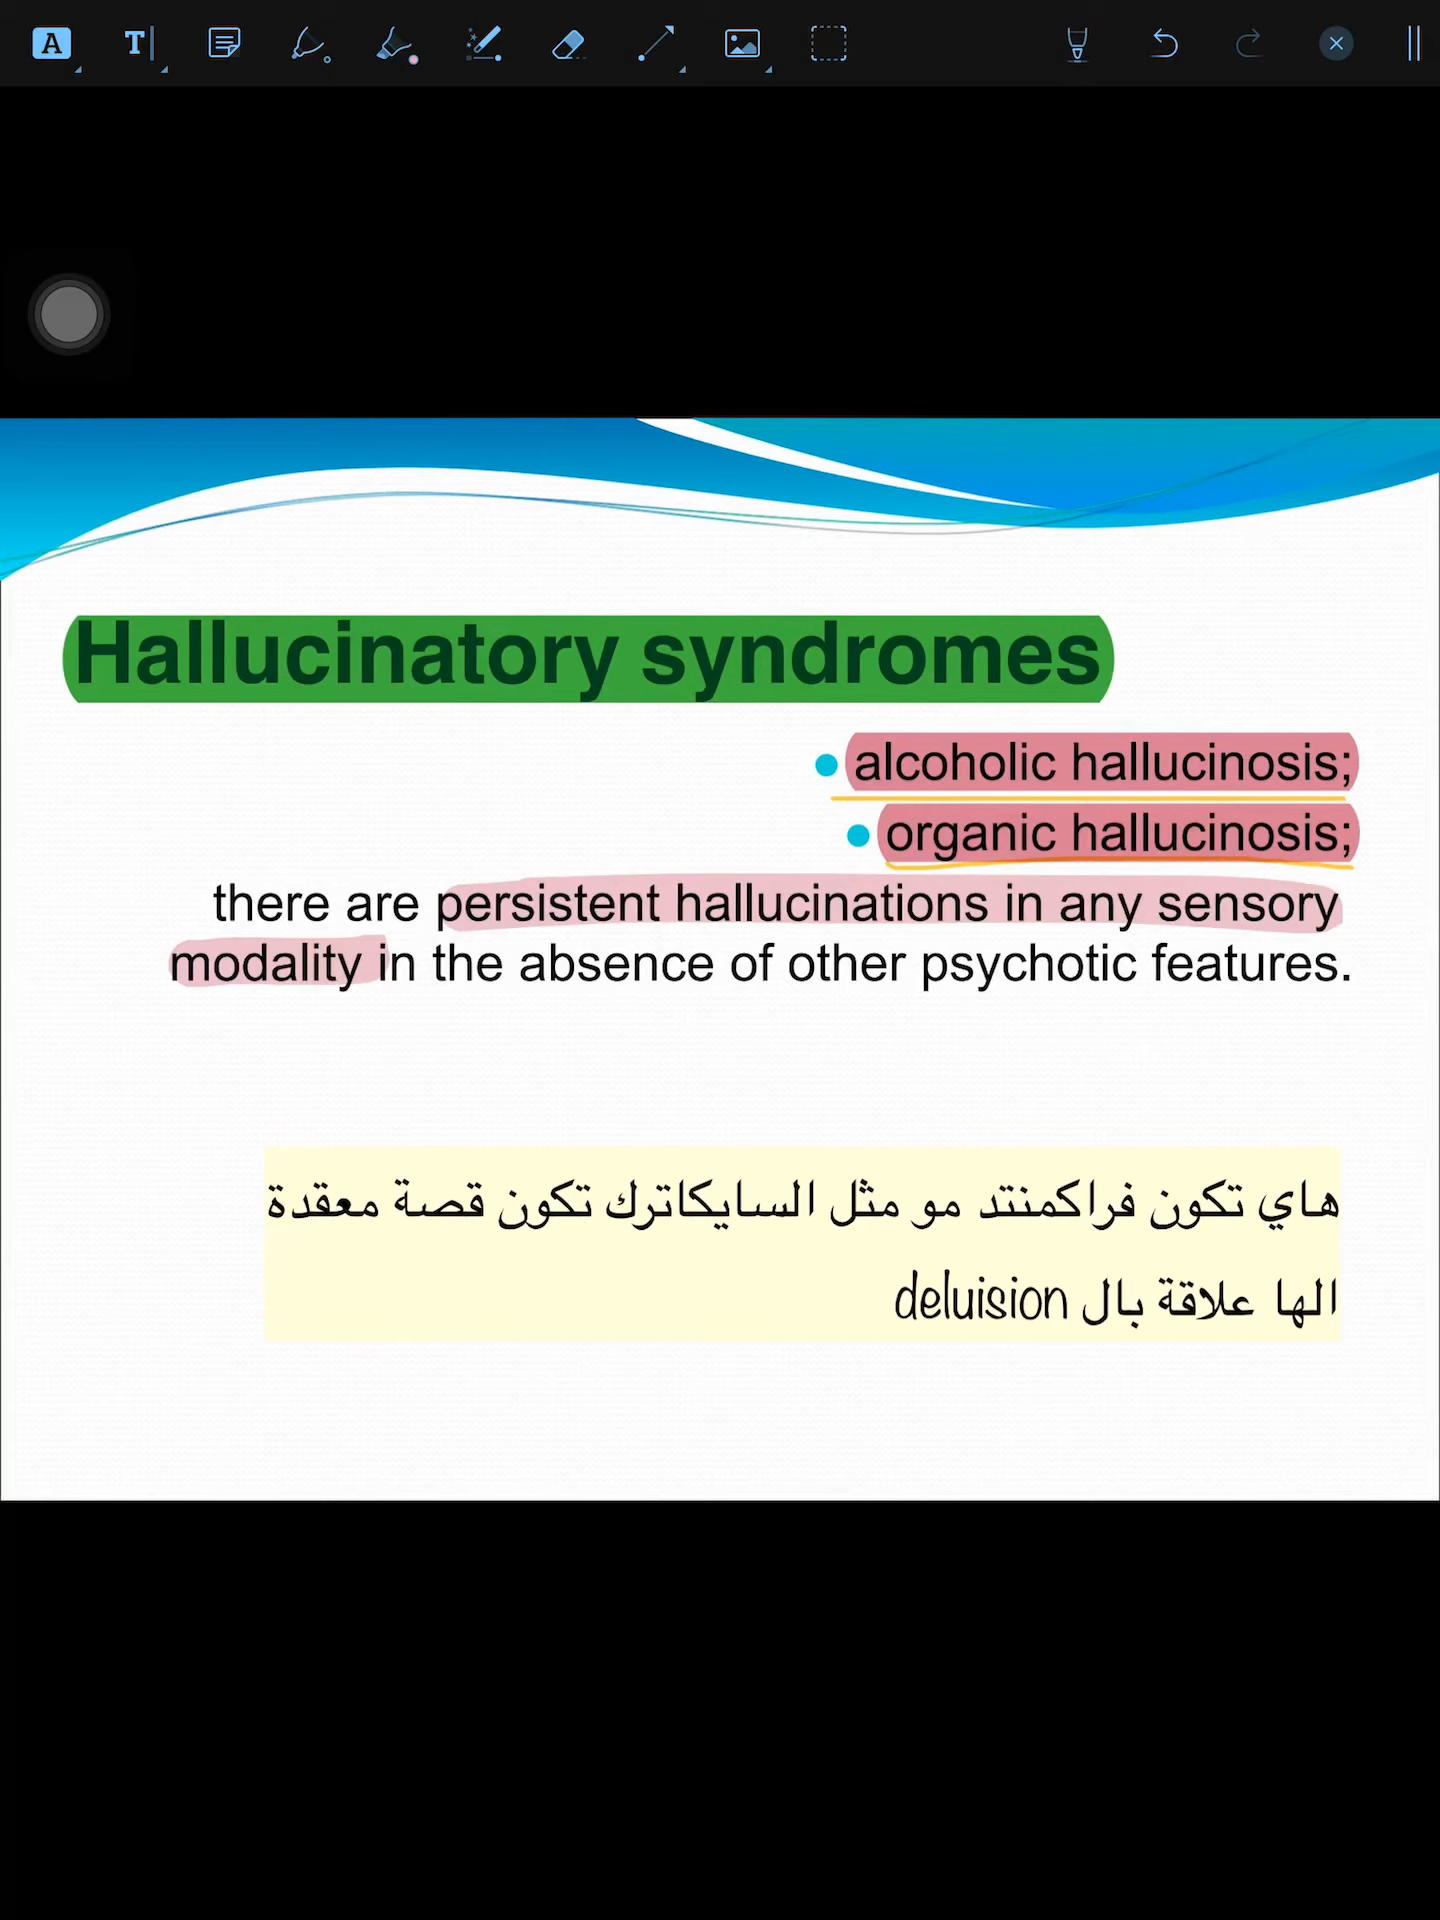 A
T
Hallucinatory syndromes
• alcoholic hallucinosis;
• organic hallucinosis;
there are persistent hallucinations in any sensory
modality in the absence of other psychotic features.
هاي تكون فراكمنتد مو مثل السايكاترك تكون قصة معقدة
الها علاقة بال deluision